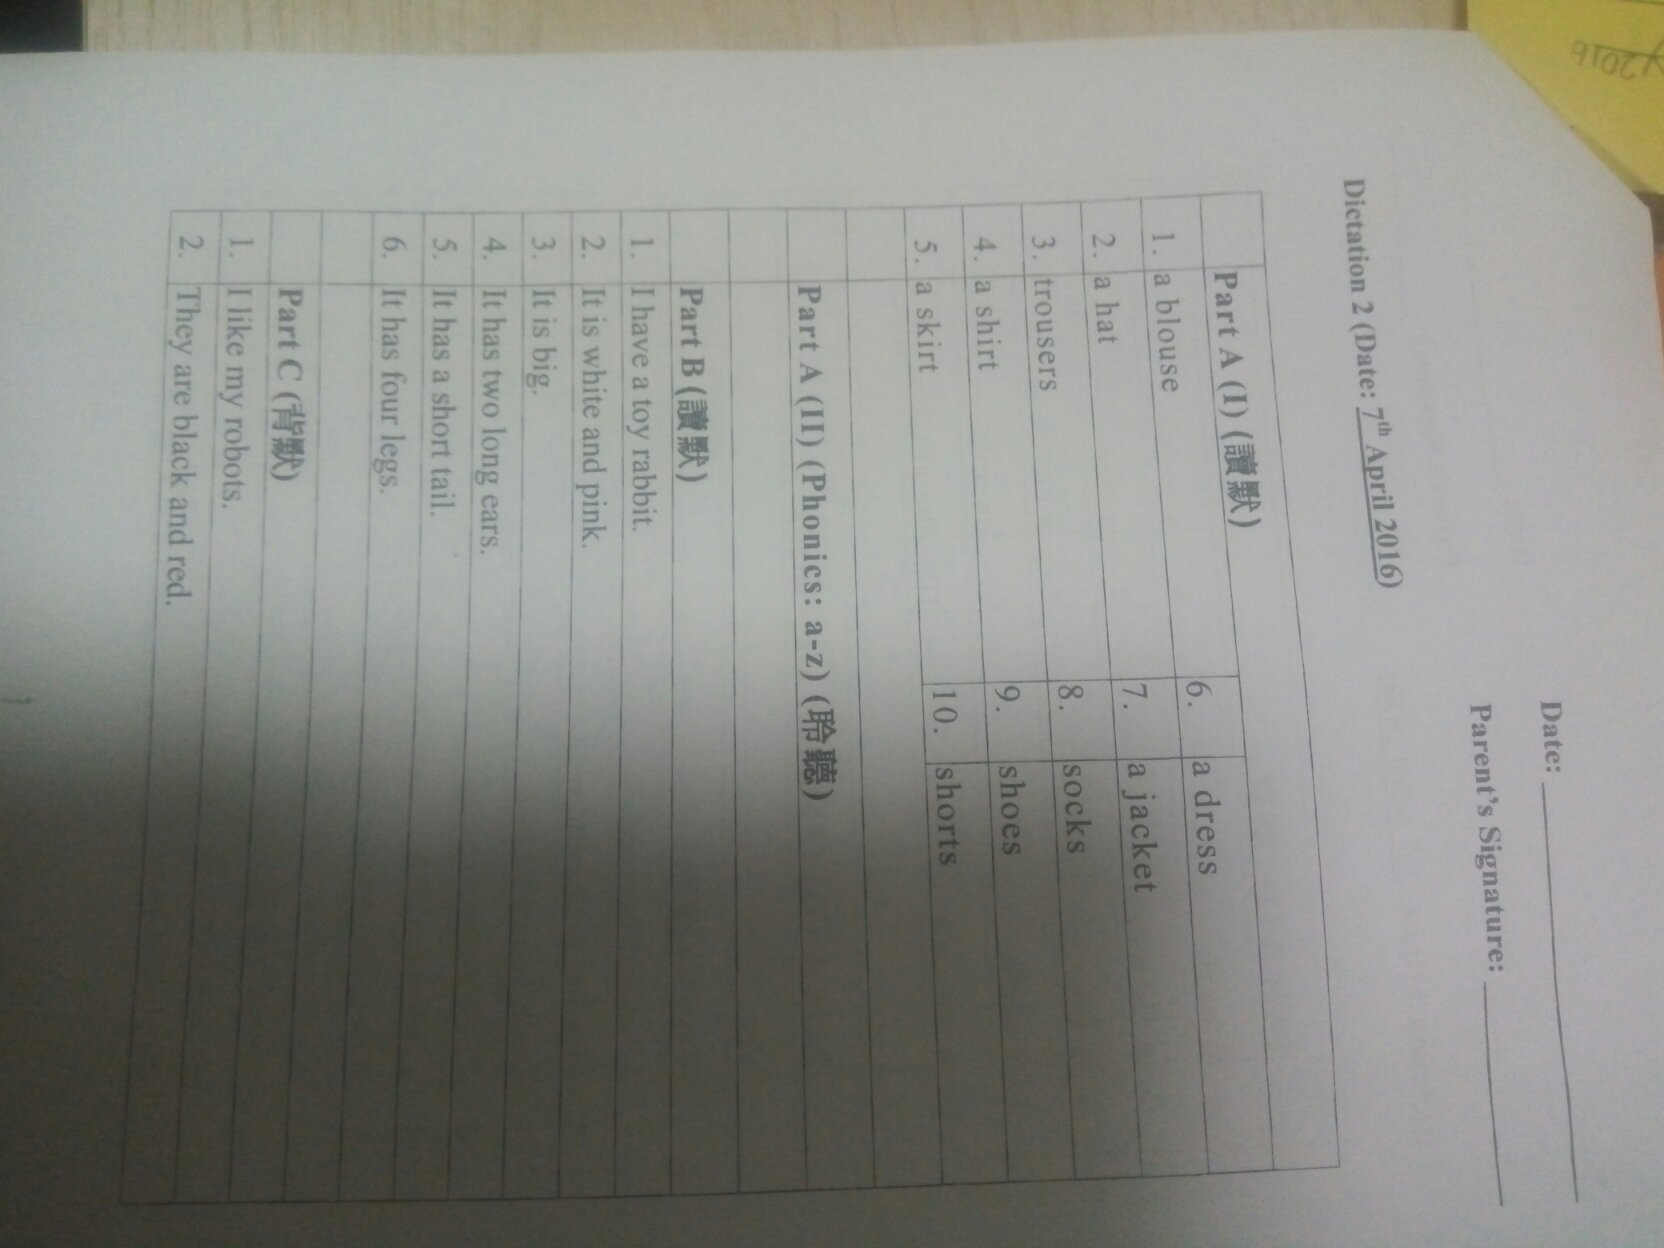 Date:
Parent's Signature:
Dictation 2 (Date: 7th April 2016)
Part A (I) (讀默)
1. a blouse 6. a dress
2. a hat 7. a jacket
3. trousers 8. socks
4. a shirt 9. shoes
5. a skirt 10. shorts
Part A (II) (Phonics: a-z) (聆聽)
Part B (讀默)
1. I have a toy rabbit.
2. It is white and pink.
3. It is big.
4. It has two long ears.
5. It has a short tail.
6. It has four legs.
Part C (背默)
1. I like my robots.
2. They are black and red.
2016